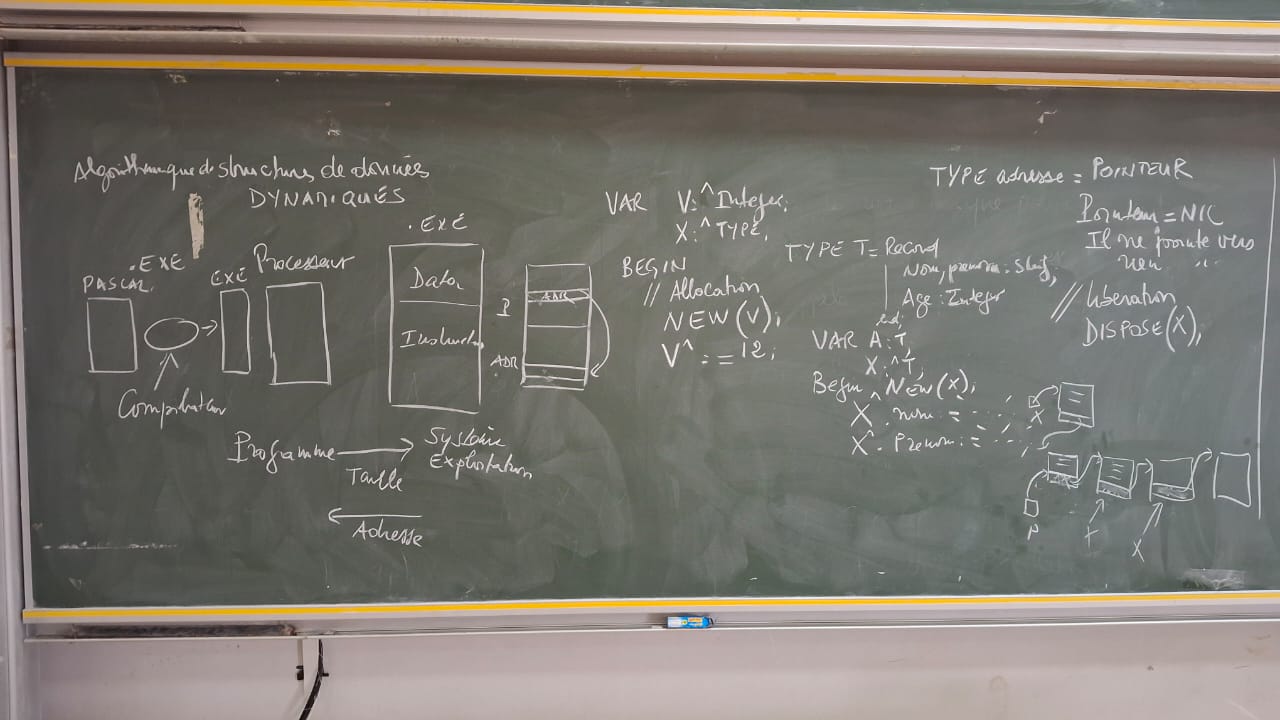 Algorithmique de structures de données
DYNAMIQUES
PASCAL
.EXE
EXE
Processeur
Compilateur
.EXE
Data
Instruct
P
ADR
ADR
Programme
Système
Exploitation
Taille
Adresse
VAR V:^Integer;
X:^TYPE;
BEGIN
// Allocation
NEW(V);
V^:=12;
TYPE T = Record
Nom, prenom: 
Age: Integer
end;
VAR A:T,
X:^T,
Begin NEW(X);
X^.nom:=
X^.Prenom:=
TYPE adresse = POINTEUR
Pointeur = NIL
Il ne pointe vers
rien
// liberation
DISPOSE(X);
X
P
X
X